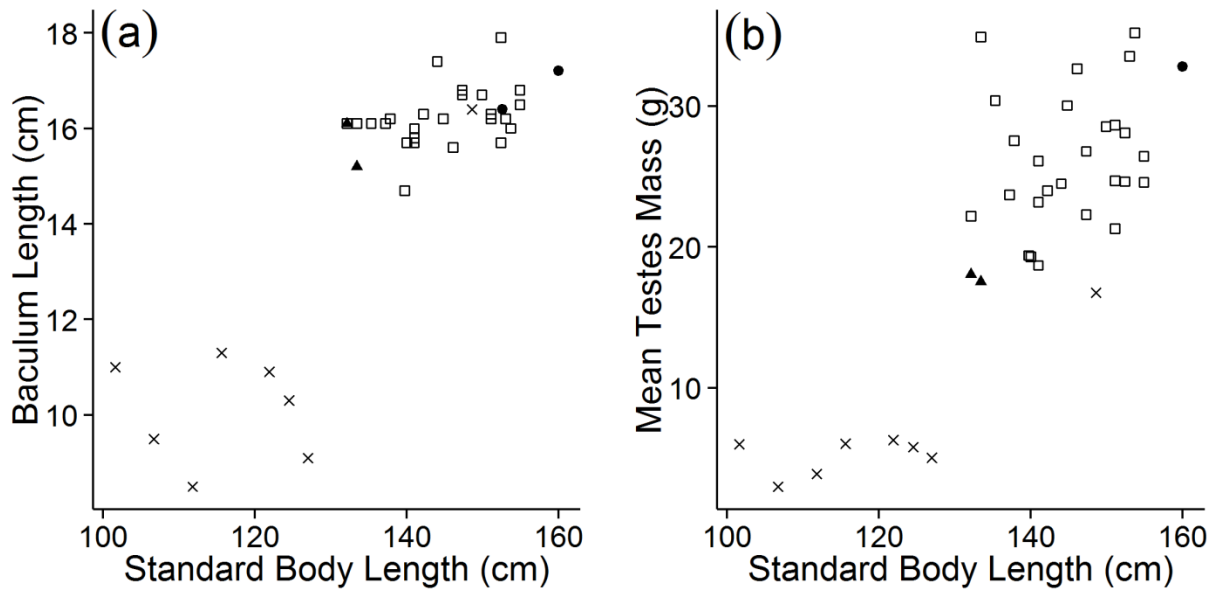 (a)
Baculum Length (cm)
18
16
14
12
10
100 120 140 160
Standard Body Length (cm)
(b)
Mean Testes Mass (g)
30
20
10
100 120 140 160
Standard Body Length (cm)